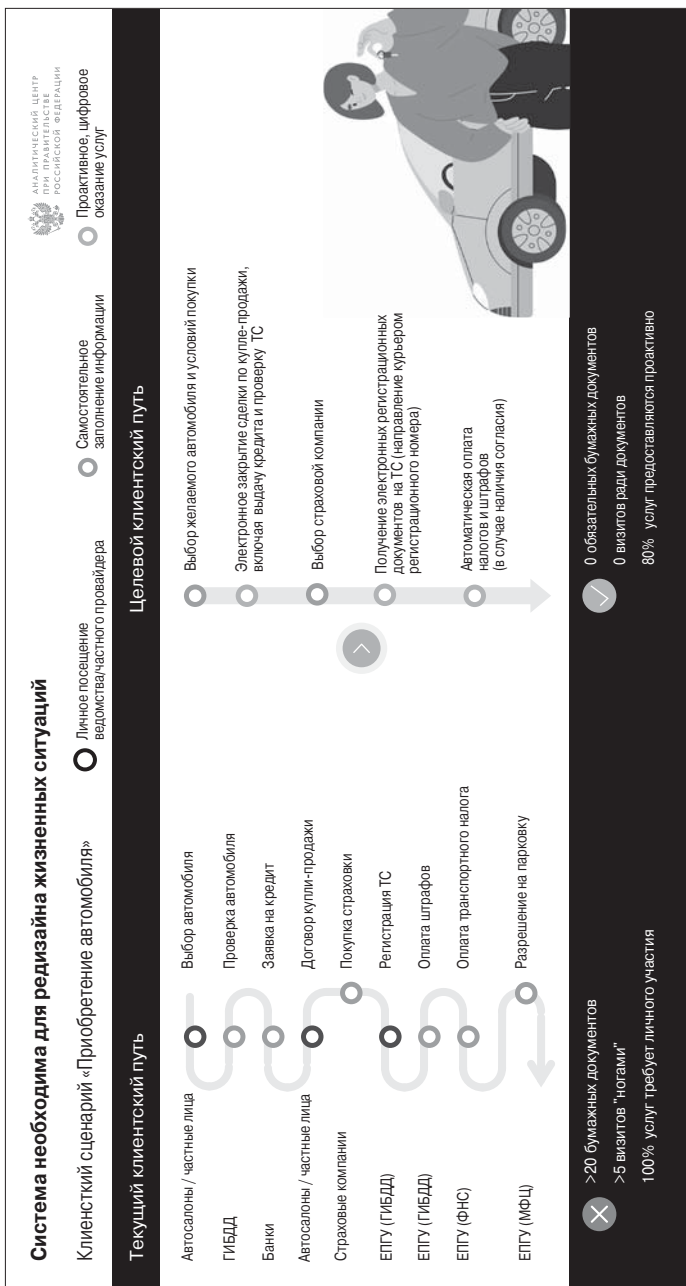 Система необходима для редизайна жизненных ситуаций
АНАЛИТИЧЕСКИЙ ЦЕНТР
ПРИ ПРАВИТЕЛЬСТВЕ
РОССИЙСКОЙ ФЕДЕРАЦИИ
Клиенсткий сценарий «Приобретение автомобиля»
Личное посещение
ведомства/частного провайдера
Самостоятельное
заполнение информации
Проактивное, цифровое
оказание услуг
Текущий клиентский путь
Автосалоны / частные лица
Выбор автомобиля
ГИБДД
Проверка автомобиля
Банки
Заявка на кредит
Автосалоны / частные лица
Договор купли-продажи
Страховые компании
Покупка страховки
ЕПГУ (ГИБДД)
Регистрация ТС
ЕПГУ (ГИБДД)
Оплата штрафов
ЕПГУ (ФНС)
Оплата транспортного налога
ЕПГУ (МФЦ)
Разрешение на парковку
>20 бумажных документов
>5 визитов "ногами"
100% услуг требует личного участия
Целевой клиентский путь
Выбор желаемого автомобиля и условий покупки
Электронное закрытие сделки по купле-продажи,
включая выдачу кредита и проверку ТС
Выбор страховой компании
Получение электронных регистрационных
документов на ТС (направление курьером
регистрационного номера)
Автоматическая оплата
налогов и штрафов
(в случае наличия согласия)
0 обязательных бумажных документов
0 визитов ради документов
80% услуг предоставляются проактивно